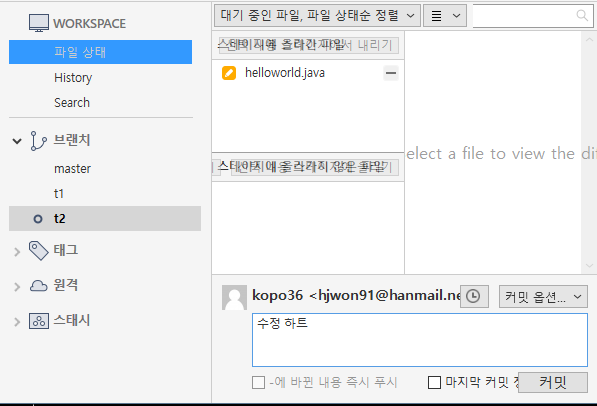 WORKSPACE
파일 상태
History
Search
브랜치
master
t1
t2
태그
원격
스태시
대기 중인 파일, 파일 상태순 정렬
스테이지에 올라간 파일
내리기
helloworld.java
스테이지에 올라가지 않은 파일
elect a file to view the di
kopo36 <hjwon91@hanmail.ne
커밋 옵션...
수정 하트
-에 바뀐 내용 즉시 푸시
마지막 커밋 정
커밋